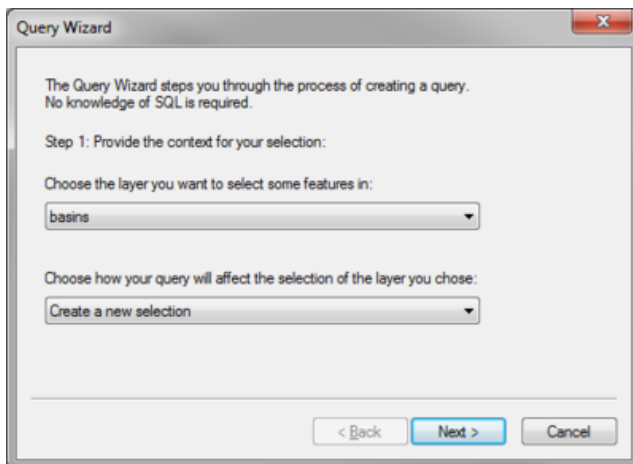 Query Wizard
The Query Wizard steps you through the process of creating a query.
No knowledge of SQL is required.
Step 1: Provide the context for your selection:
Choose the layer you want to select some features in:
basins
Choose how your query will affect the selection of the layer you chose:
Create a new selection
< Back Next > Cancel